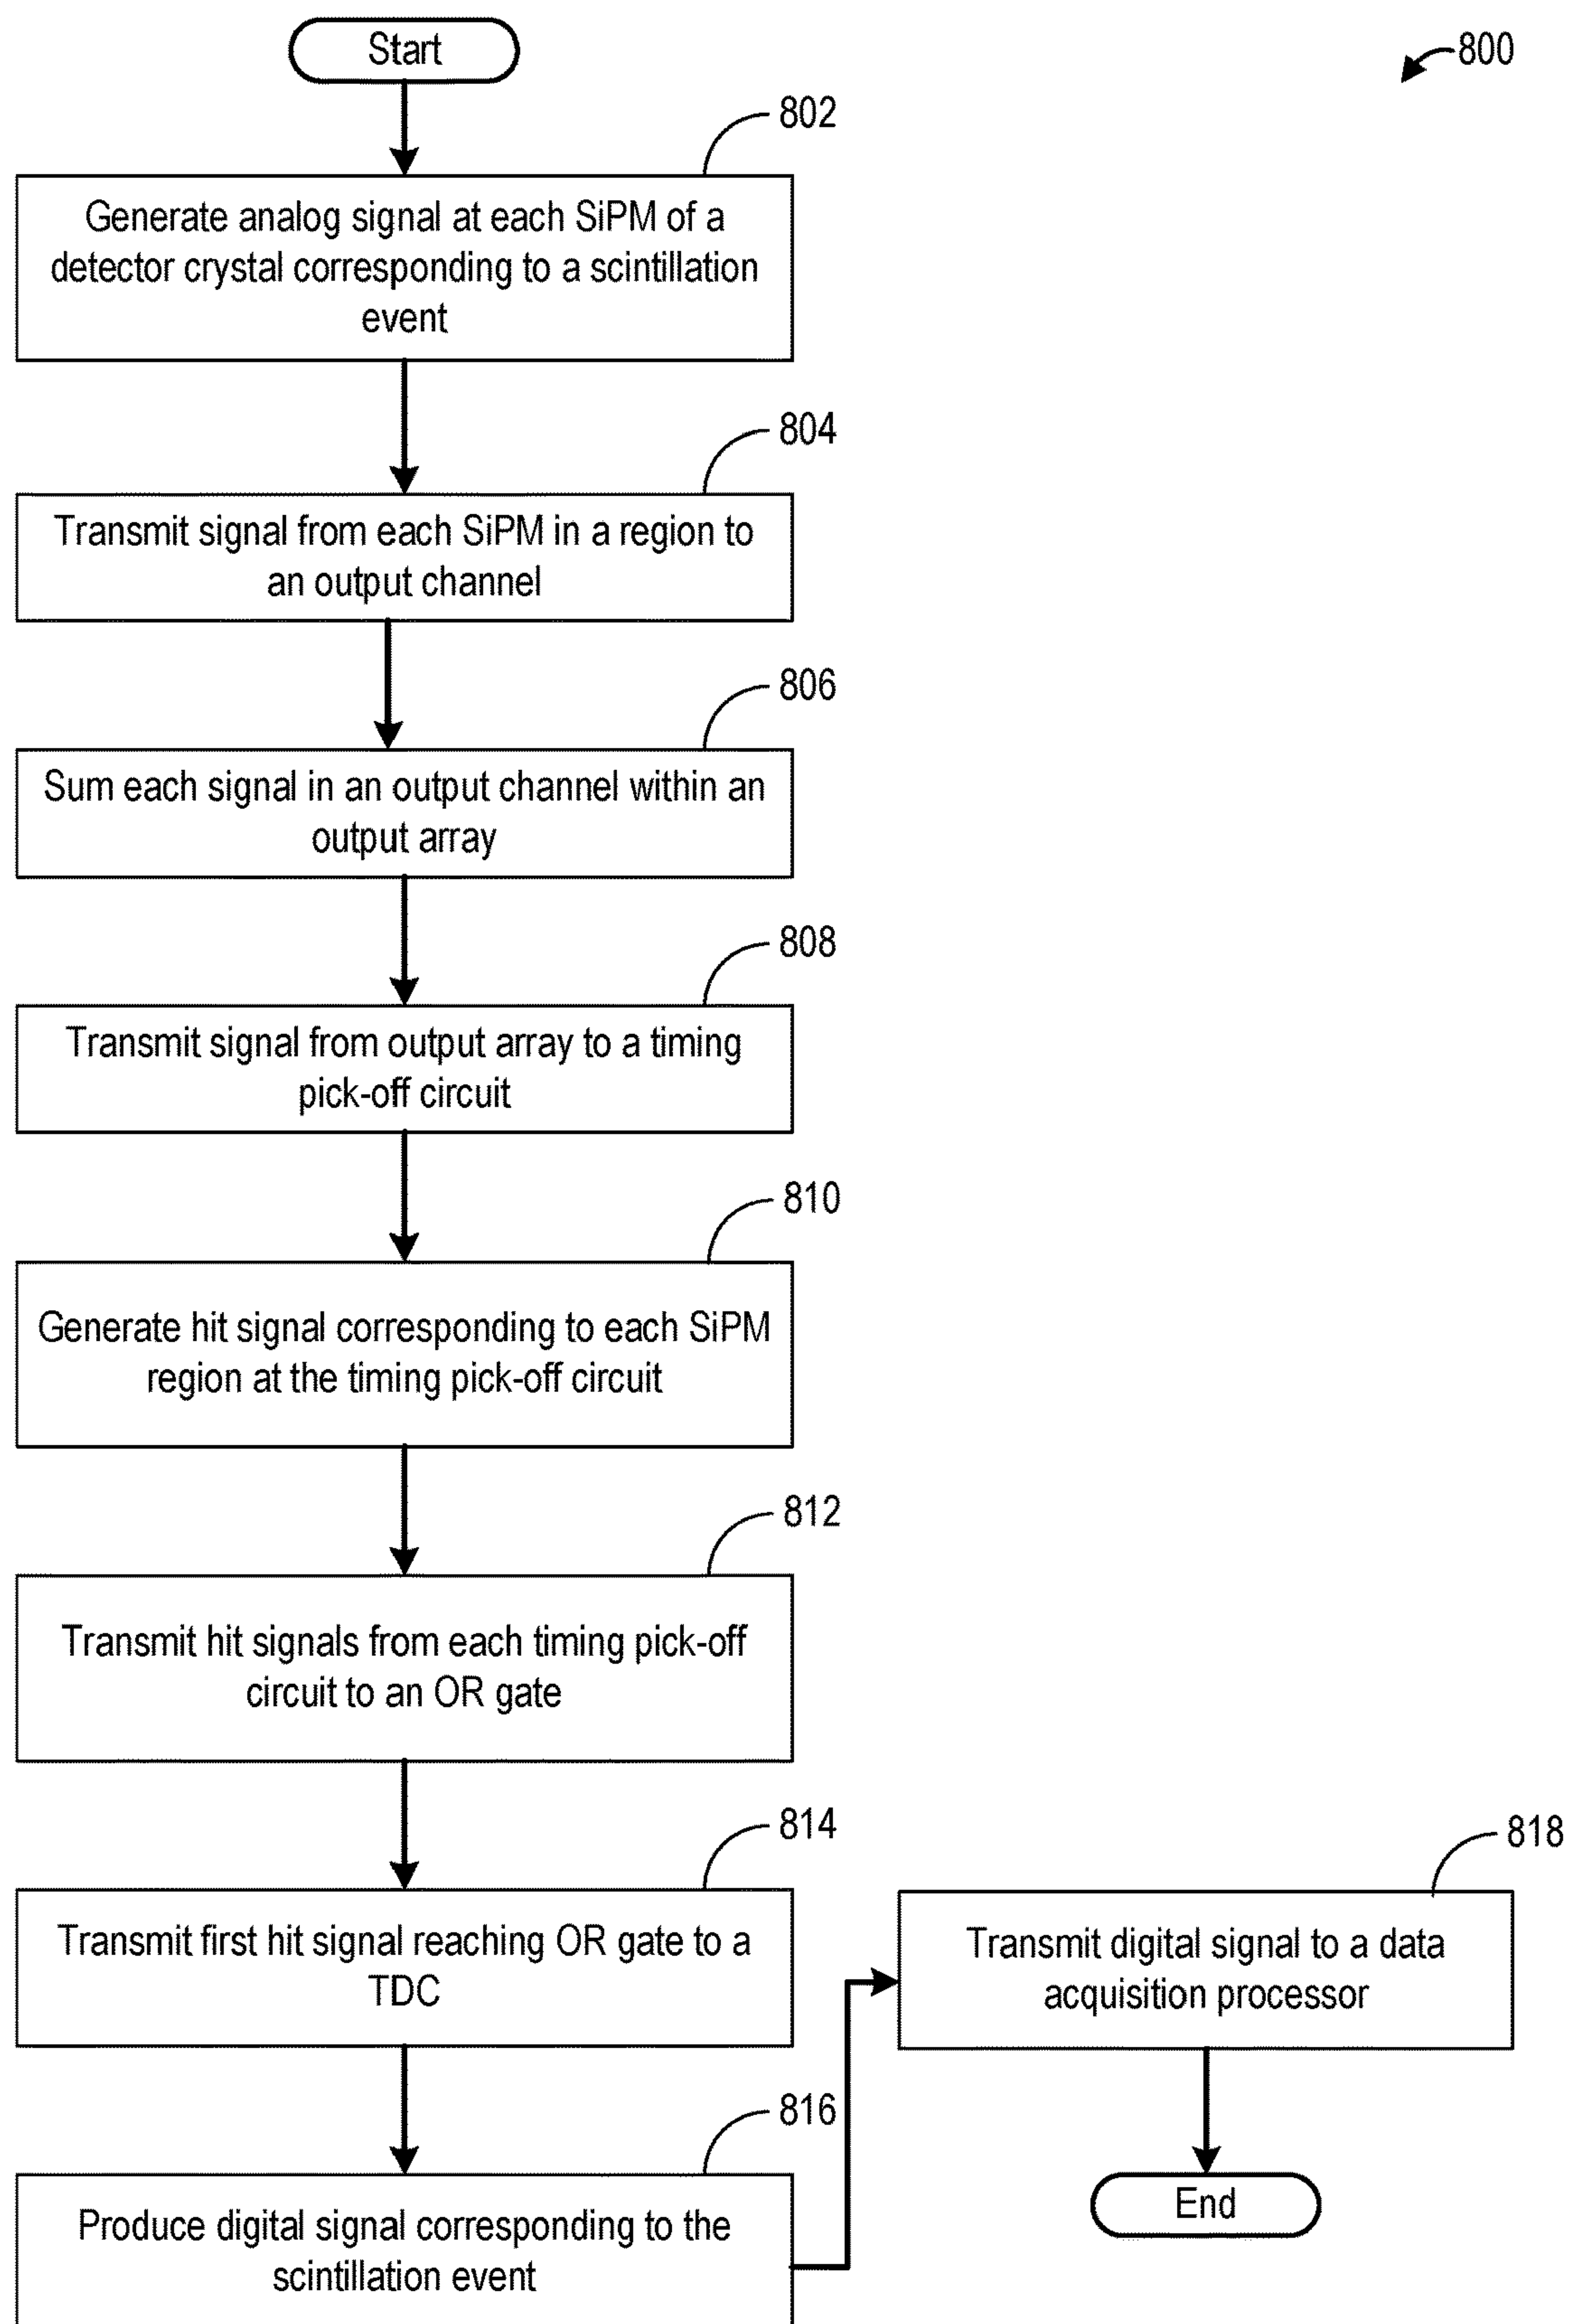 Start
800
802
Generate analog signal at each SiPM of a
detector crystal corresponding to a scintillation
event
804
Transmit signal from each SiPM in a region to
an output channel
806
Sum each signal in an output channel within an
output array
808
Transmit signal from output array to a timing
pick-off circuit
810
Generate hit signal corresponding to each SiPM
region at the timing pick-off circuit
812
Transmit hit signals from each timing pick-off
circuit to an OR gate
814
Transmit first hit signal reaching OR gate to a
TDC
816
Produce digital signal corresponding to the
scintillation event
818
Transmit digital signal to a data
acquisition processor
End